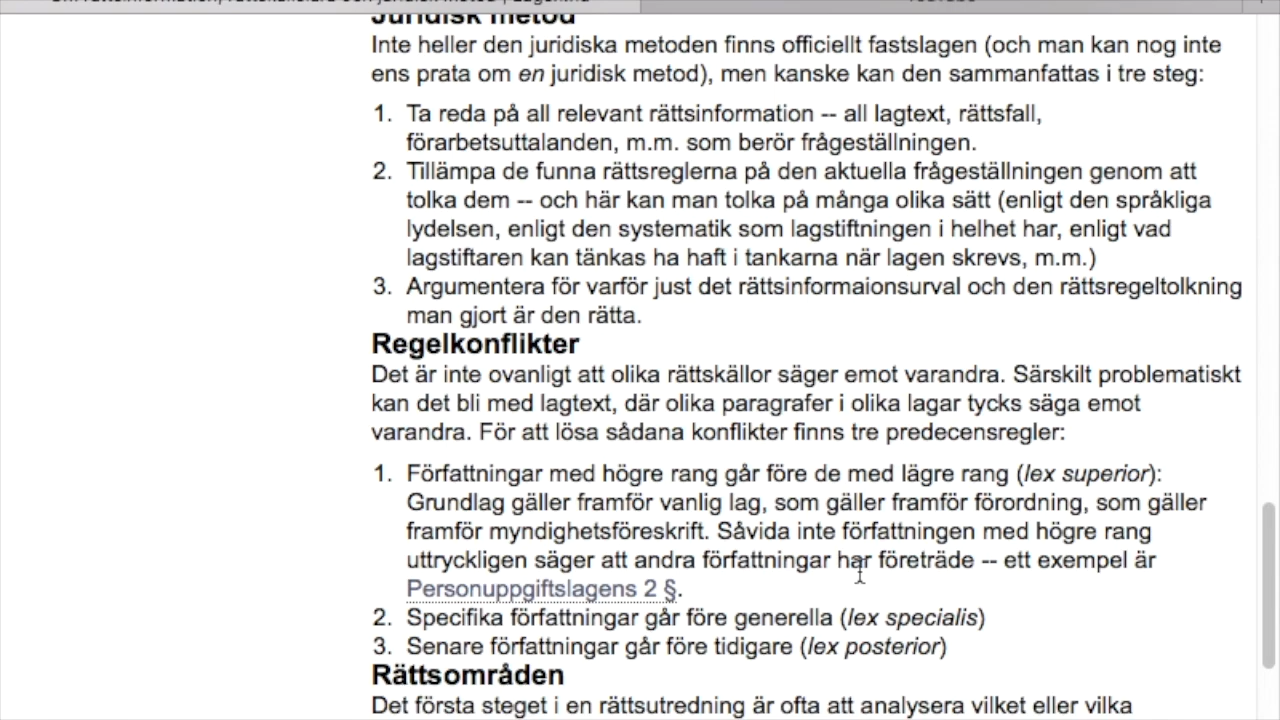 Juridisk metod
Inte heller den juridiska metoden finns officiellt fastslagen (och man kan nog inte
ens prata om en juridisk metod), men kanske kan den sammanfattas i tre steg:
1. Ta reda på all relevant rättsinformation -- all lagtext, rättsfall,
förarbetsuttalanden, m.m. som berör frågeställningen.
2. Tillämpa de funna rättsreglerna på den aktuella frågeställningen genom att
tolka dem -- och här kan man tolka på många olika sätt (enligt den språkliga
lydelsen, enligt den systematik som lagstiftningen i helhet har, enligt vad
lagstiftaren kan tänkas ha haft i tankarna när lagen skrevs, m.m.)
3. Argumentera för varför just det rättsinformaionsurval och den rättsregeltolkning
man gjort är den rätta.
Regelkonflikter
Det är inte ovanligt att olika rättskällor säger emot varandra. Särskilt problematiskt
kan det bli med lagtext, där olika paragrafer i olika lagar tycks säga emot
varandra. För att lösa sådana konflikter finns tre predecensregler:
1. Författningar med högre rang går före de med lägre rang (lex superior):
Grundlag gäller framför vanlig lag, som gäller framför förordning, som gäller
framför myndighetsföreskrift. Såvida inte författningen med högre rang
uttryckligen säger att andra författningar har företräde -- ett exempel är
Personuppgiftslagens 2 §.
2. Specifika författningar går före generella (lex specialis)
3. Senare författningar går före tidigare (lex posterior)
Rättsområden
Det första steget i en rättsutredning är ofta att analysera vilket eller vilka